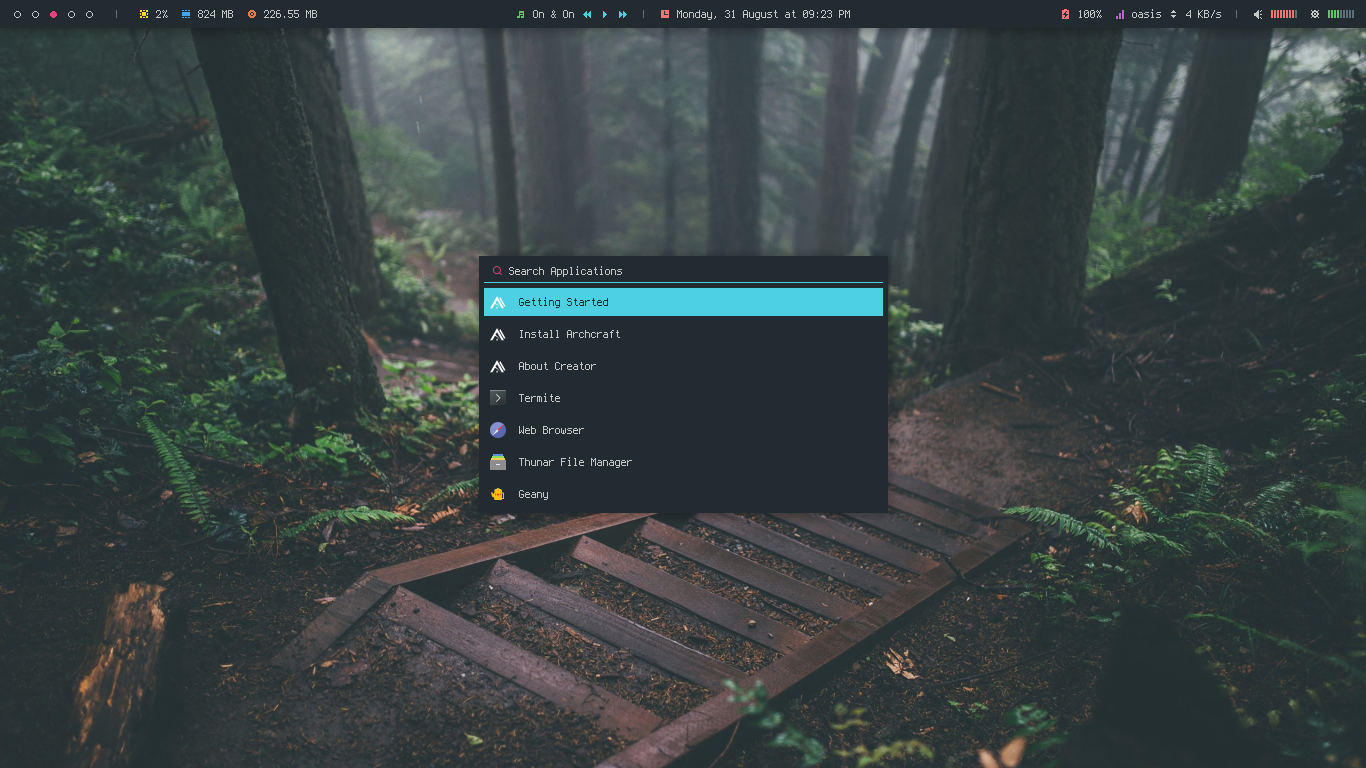 2% 824 MB 226.55 MB On & On Monday, 31 August at 09:23 PM 100% oasis 4 KB/s
Search Applications
Getting Started
Install Archcraft
About Creator
Termite
Web Browser
Thunar File Manager
Geany